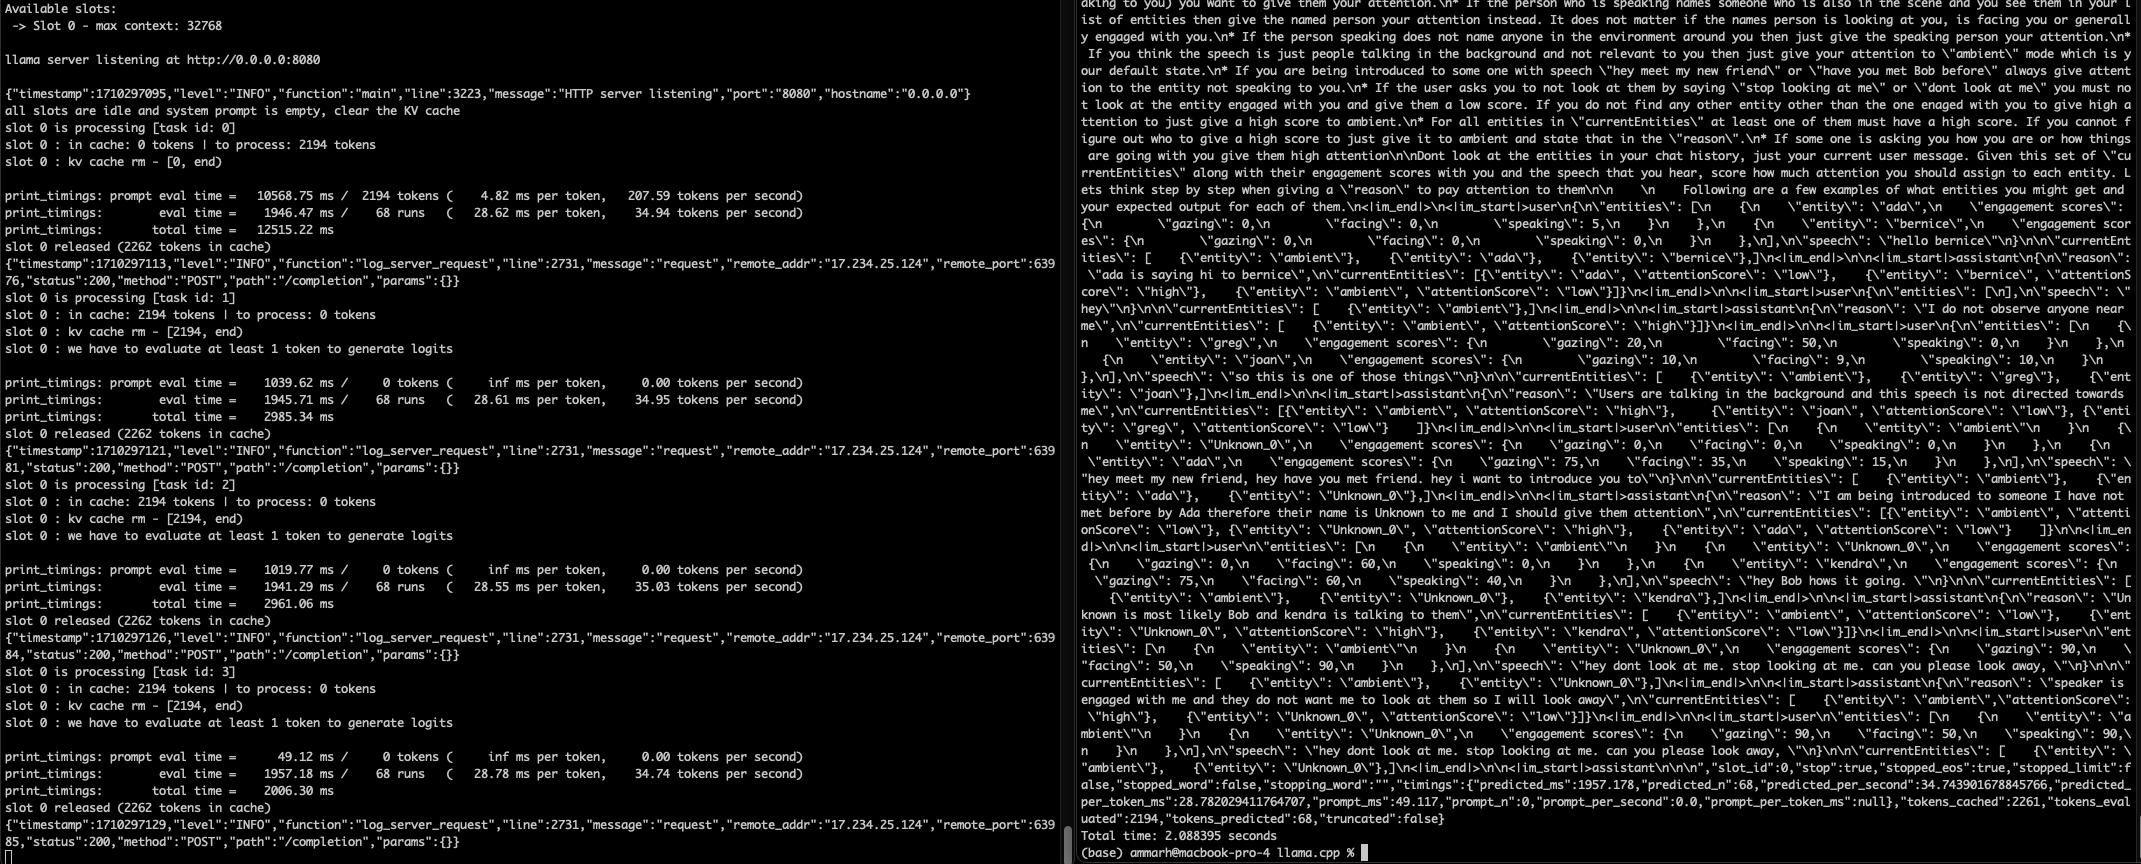 Available slots:
 -> Slot 0 - max context: 32768
llama server listening at http://0.0.0.0:8080
{"timestamp":1710297095,"level":"INFO","function":"main","line":3223,"message":"HTTP server listening","port":"8080","hostname":"0.0.0.0"}
all slots are idle and system prompt is empty, clear the KV cache
slot 0 is processing [task id: 0]
slot 0 : in cache: 0 tokens | to process: 2194 tokens
slot 0 : kv cache rm - [0, end)
print_timings: prompt eval time =   10568.75 ms /  2194 tokens (    4.82 ms per token,   207.59 tokens per second)
print_timings:        eval time =    1946.47 ms /    68 runs   (   28.62 ms per token,    34.94 tokens per second)
print_timings:       total time =   12515.22 ms
slot 0 released (2262 tokens in cache)
{"timestamp":1710297113,"level":"INFO","function":"log_server_request","line":2731,"message":"request","remote_addr":"17.234.25.124","remote_port":639
76,"status":200,"method":"POST","path":"/completion","params":{}}
slot 0 is processing [task id: 1]
slot 0 : in cache: 2194 tokens | to process: 0 tokens
slot 0 : kv cache rm - [2194, end)
slot 0 : we have to evaluate at least 1 token to generate logits
print_timings: prompt eval time =    1039.62 ms /     0 tokens (     inf ms per token,     0.00 tokens per second)
print_timings:        eval time =    1945.71 ms /    68 runs   (   28.61 ms per token,    34.95 tokens per second)
print_timings:       total time =    2985.34 ms
slot 0 released (2262 tokens in cache)
{"timestamp":1710297121,"level":"INFO","function":"log_server_request","line":2731,"message":"request","remote_addr":"17.234.25.124","remote_port":639
81,"status":200,"method":"POST","path":"/completion","params":{}}
slot 0 is processing [task id: 2]
slot 0 : in cache: 2194 tokens | to process: 0 tokens
slot 0 : kv cache rm - [2194, end)
slot 0 : we have to evaluate at least 1 token to generate logits
print_timings: prompt eval time =    1019.77 ms /     0 tokens (     inf ms per token,     0.00 tokens per second)
print_timings:        eval time =    1941.29 ms /    68 runs   (   28.55 ms per token,    35.03 tokens per second)
print_timings:       total time =    2961.06 ms
slot 0 released (2262 tokens in cache)
{"timestamp":1710297126,"level":"INFO","function":"log_server_request","line":2731,"message":"request","remote_addr":"17.234.25.124","remote_port":639
84,"status":200,"method":"POST","path":"/completion","params":{}}
slot 0 is processing [task id: 3]
slot 0 : in cache: 2194 tokens | to process: 0 tokens
slot 0 : kv cache rm - [2194, end)
slot 0 : we have to evaluate at least 1 token to generate logits
print_timings: prompt eval time =      49.12 ms /     0 tokens (     inf ms per token,     0.00 tokens per second)
print_timings:        eval time =    1957.18 ms /    68 runs   (   28.78 ms per token,    34.74 tokens per second)
print_timings:       total time =    2006.30 ms
slot 0 released (2262 tokens in cache)
{"timestamp":1710297129,"level":"INFO","function":"log_server_request","line":2731,"message":"request","remote_addr":"17.234.25.124","remote_port":639
85,"status":200,"method":"POST","path":"/completion","params":{}}
aking to you) you want to give them your attention.\n* If the person who is speaking names someone who is also in the scene and you see them in your l
ist of entities then give the named person your attention instead. It does not matter if the names person is looking at you, is facing you or generall
y engaged with you.\n* If the person speaking does not name anyone in the environment around you then just give the speaking person your attention.\n*
 If you think the speech is just people talking in the background and not relevant to you then just give your attention to \"ambient\" mode which is y
our default state.\n* If you are being introduced to some one with speech \"hey meet my new friend\" or \"have you met Bob before\" always give attent
ion to the entity not speaking to you.\n* If the user asks you to not look at them by saying \"stop looking at me\" or \"dont look at me\" you must no
t look at the entity engaged with you and give them a low score. If you do not find any other entity other than the one enaged with you to give high a
ttention to just give a high score to ambient.\n* For all entities in \"currentEntities\" at least one of them must have a high score. If you cannot f
igure out who to give a high score to just give it to ambient and state that in the \"reason\".\n* If some one is asking you how you are or how things
 are going with you give them high attention\n\nDont look at the entities in your chat history, just your current user message. Given this set of \"cu
rrentEntities\" along with their engagement scores with you and the speech that you hear, score how much attention you should assign to each entity. L
ets think step by step when giving a \"reason\" to pay attention to them\n\n    \n    Following are a few examples of what entities you might get and
your expected output for each of them.\n<|im_end|>\n<|im_start|>user\n{\n\"entities\": [\n    {\n    \"entity\": \"ada\",\n    \"engagement scores\":
{\n        \"gazing\": 0,\n        \"facing\": 0,\n        \"speaking\": 5,\n    }\n    },\n    {\n    \"entity\": \"bernice\",\n    \"engagement scor
es\": {\n        \"gazing\": 0,\n        \"facing\": 0,\n        \"speaking\": 0,\n    }\n    },\n],\n\"speech\": \"hello bernice\"\n}\n\n\"currentEnt
ities\": [    {\"entity\": \"ambient\"},    {\"entity\": \"ada\"},    {\"entity\": \"bernice\"},]\n<|im_end|>\n\n<|im_start|>assistant\n{\n\"reason\":
 \"ada is saying hi to bernice\",\n\"currentEntities\": [{\"entity\": \"ada\", \"attentionScore\": \"low\"},    {\"entity\": \"bernice\", \"attentionS
core\": \"high\"},    {\"entity\": \"ambient\", \"attentionScore\": \"low\"}]}\n<|im_end|>\n\n<|im_start|>user\n{\n\"entities\": [\n],\n\"speech\": \"
hey\"\n}\n\n\"currentEntities\": [    {\"entity\": \"ambient\"},]\n<|im_end|>\n\n<|im_start|>assistant\n{\n\"reason\": \"I do not observe anyone near
me\",\n\"currentEntities\": [    {\"entity\": \"ambient\", \"attentionScore\": \"high\"}]}\n<|im_end|>\n\n<|im_start|>user\n{\n\"entities\": [\n    {\
n    \"entity\": \"greg\",\n    \"engagement scores\": {\n        \"gazing\": 20,\n        \"facing\": 50,\n        \"speaking\": 0,\n    }\n    },\n
   {\n    \"entity\": \"joan\",\n    \"engagement scores\": {\n        \"gazing\": 10,\n        \"facing\": 9,\n        \"speaking\": 10,\n    }\n
},\n],\n\"speech\": \"so this is one of those things\"\n}\n\n\"currentEntities\": [    {\"entity\": \"ambient\"},    {\"entity\": \"greg\"},    {\"ent
ity\": \"joan\"},]\n<|im_end|>\n\n<|im_start|>assistant\n{\n\"reason\": \"Users are talking in the background and this speech is not directed towards
me\",\n\"currentEntities\": [{\"entity\": \"ambient\", \"attentionScore\": \"high\"},    {\"entity\": \"joan\", \"attentionScore\": \"low\"}, {\"enti
ty\": \"greg\", \"attentionScore\": \"low\"}    ]}\n<|im_end|>\n\n<|im_start|>user\n\"entities\": [\n    {\n    \"entity\": \"ambient\"\n    }\n    {\
n    \"entity\": \"Unknown_0\",\n    \"engagement scores\": {\n        \"gazing\": 0,\n    \"facing\": 0,\n    \"speaking\": 0,\n    }\n    },\n    {\n
 \"entity\": \"ada\",\n    \"engagement scores\": {\n    \"gazing\": 75,\n    \"facing\": 35,\n    \"speaking\": 15,\n    }\n    },\n],\n\"speech\": \
"hey meet my new friend, hey have you met friend. hey i want to introduce you to\"\n}\n\n\"currentEntities\": [    {\"entity\": \"ambient\"},    {\"en
tity\": \"ada\"},    {\"entity\": \"Unknown_0\"},]\n<|im_end|>\n\n<|im_start|>assistant\n{\n\"reason\": \"I am being introduced to someone I have not
met before by Ada therefore their name is Unknown to me and I should give them attention\",\n\"currentEntities\": [{\"entity\": \"ambient\", \"attenti
onScore\": \"low\"}, {\"entity\": \"Unknown_0\", \"attentionScore\": \"high\"},    {\"entity\": \"ada\", \"attentionScore\": \"low\"}    ]}\n\n<|im_en
d|>\n\n<|im_start|>user\n\"entities\": [\n    {\n    \"entity\": \"ambient\"\n    }\n    {\n    \"entity\": \"Unknown_0\",\n    \"engagement scores\":
 {\n    \"gazing\": 0,\n    \"facing\": 60,\n    \"speaking\": 0,\n    }\n    },\n    {\n    \"entity\": \"kendra\",\n    \"engagement scores\": {\n
  \"gazing\": 75,\n    \"facing\": 60,\n    \"speaking\": 40,\n    }\n    },\n],\n\"speech\": \"hey Bob hows it going. \"\n}\n\n\"currentEntities\": [
    {\"entity\": \"ambient\"},    {\"entity\": \"Unknown_0\"},    {\"entity\": \"kendra\"},]\n<|im_end|>\n\n<|im_start|>assistant\n{\n\"reason\": \"Un
known is most likely Bob and kendra is talking to them\",\n\"currentEntities\": [    {\"entity\": \"ambient\", \"attentionScore\": \"low\"},    {\"ent
ity\": \"Unknown_0\", \"attentionScore\": \"high\"},    {\"entity\": \"kendra\", \"attentionScore\": \"low\"}]}\n<|im_end|>\n\n<|im_start|>user\n\"ent
ities\": [\n    {\n    \"entity\": \"ambient\"\n    }\n    {\n    \"entity\": \"Unknown_0\",\n    \"engagement scores\": {\n    \"gazing\": 90,\n
\"facing\": 50,\n    \"speaking\": 90,\n    }\n    },\n],\n\"speech\": \"hey dont look at me. stop looking at me. can you please look away, \"\n}\n\n\"
currentEntities\": [    {\"entity\": \"ambient\"},    {\"entity\": \"Unknown_0\"},]\n<|im_end|>\n\n<|im_start|>assistant\n{\n\"reason\": \"speaker is
engaged with me and they do not want me to look at them so I will look away\",\n\"currentEntities\": [    {\"entity\": \"ambient\",\"attentionScore\":
 \"high\"},    {\"entity\": \"Unknown_0\", \"attentionScore\": \"low\"}]}\n<|im_end|>\n\n<|im_start|>user\n\"entities\": [\n    {\n    \"entity\": \"a
mbient\"\n    }\n    {\n    \"entity\": \"Unknown_0\",\n    \"engagement scores\": {\n    \"gazing\": 90,\n    \"facing\": 50,\n    \"speaking\": 90,\
n    }\n    },\n],\n\"speech\": \"hey dont look at me. stop looking at me. can you please look away, \"\n}\n\n\"currentEntities\": [    {\"entity\": \
"ambient\"},    {\"entity\": \"Unknown_0\"},]\n<|im_end|>\n\n<|im_start|>assistant\n\n\n","slot_id":0,"stop":true,"stopped_eos":true,"stopped_limit":f
alse,"stopped_word":false,"stopping_word":"","timings":{"predicted_ms":1957.178,"predicted_n":68,"predicted_per_second":34.743901678845766,"predicted_
per_token_ms":28.782029411764707,"prompt_ms":49.117,"prompt_n":0,"prompt_per_second":0.0,"prompt_per_token_ms":null},"tokens_cached":2261,"tokens_eval
uated":2194,"tokens_predicted":68,"truncated":false}
Total time: 2.088395 seconds
(base) ammarh@macbook-pro-4 llama.cpp %